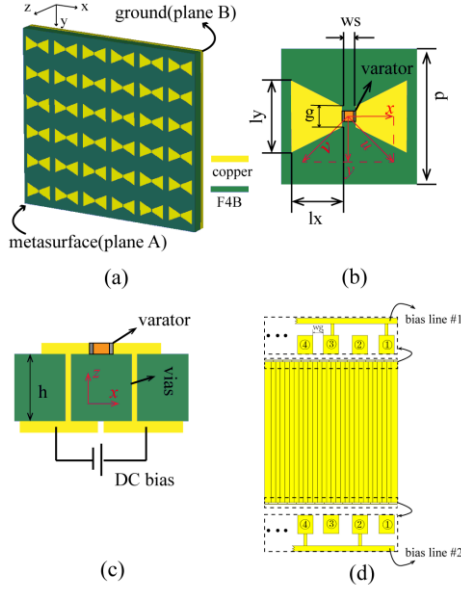 ground(plane B)
z x
y
metasurface(plane A)
(a)
copper
F4B
ws
varator
ly
g
x
p
y
lx
(b)
varator
h
z
x
vias
DC bias
(c)
bias line #1
wg
••• ④ ③ ② ①
••• ④ ③ ② ①
bias line #2
(d)